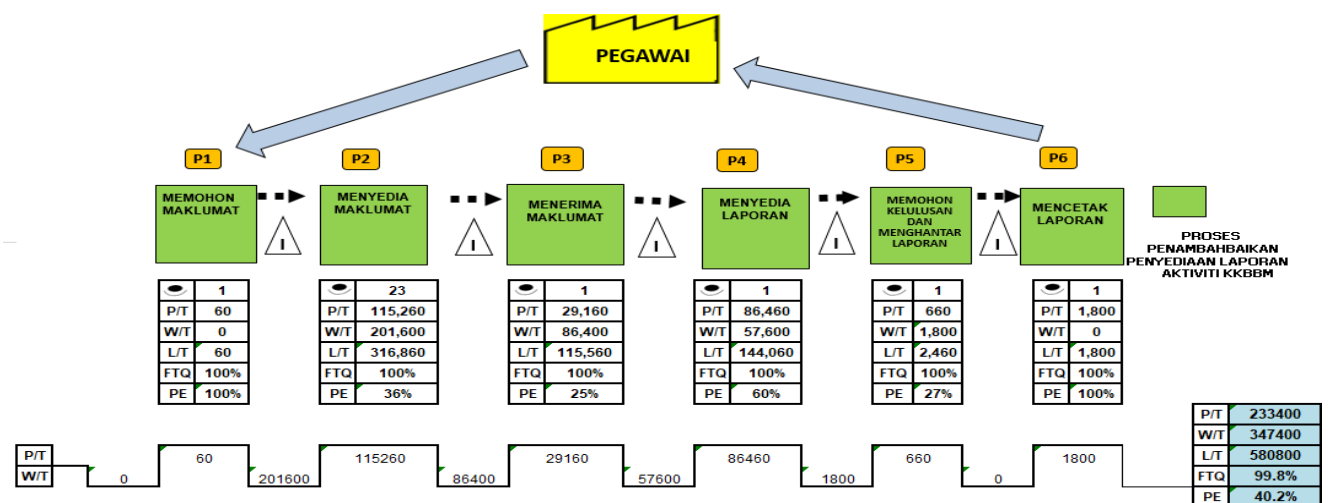 PEGAWAI
P1
P2
P3
P4
P5
P6
MEMOHON
MAKLUMAT
I
MENYEDIA
MAKLUMAT
I
MENERIMA
MAKLUMAT
I
MENYEDIA
LAPORAN
I
MEMOHON
KELULUSAN
DAN
MENGHANTAR
LAPORAN
I
MENCETAK
LAPORAN
PROSES
PENAMBAHBAIKAN
PENYEDIAAN LAPORAN
AKTIVITI KKBBM
1
P/T 60
W/T 0
L/T 60
FTQ 100%
PE 100%
23
P/T 115,260
W/T 201,600
L/T 316,860
FTQ 100%
PE 36%
1
P/T 29,160
W/T 86,400
L/T 115,560
FTQ 100%
PE 25%
1
P/T 86,460
W/T 57,600
L/T 144,060
FTQ 100%
PE 60%
1
P/T 660
W/T 1,800
L/T 2,460
FTQ 100%
PE 27%
1
P/T 1,800
W/T 0
L/T 1,800
FTQ 100%
PE 100%
P/T 60 115260 29160 86460 660 1800
W/T 0 201600 86400 57600 1800 0
P/T 233400
W/T 347400
L/T 580800
FTQ 99.8%
PE 40.2%